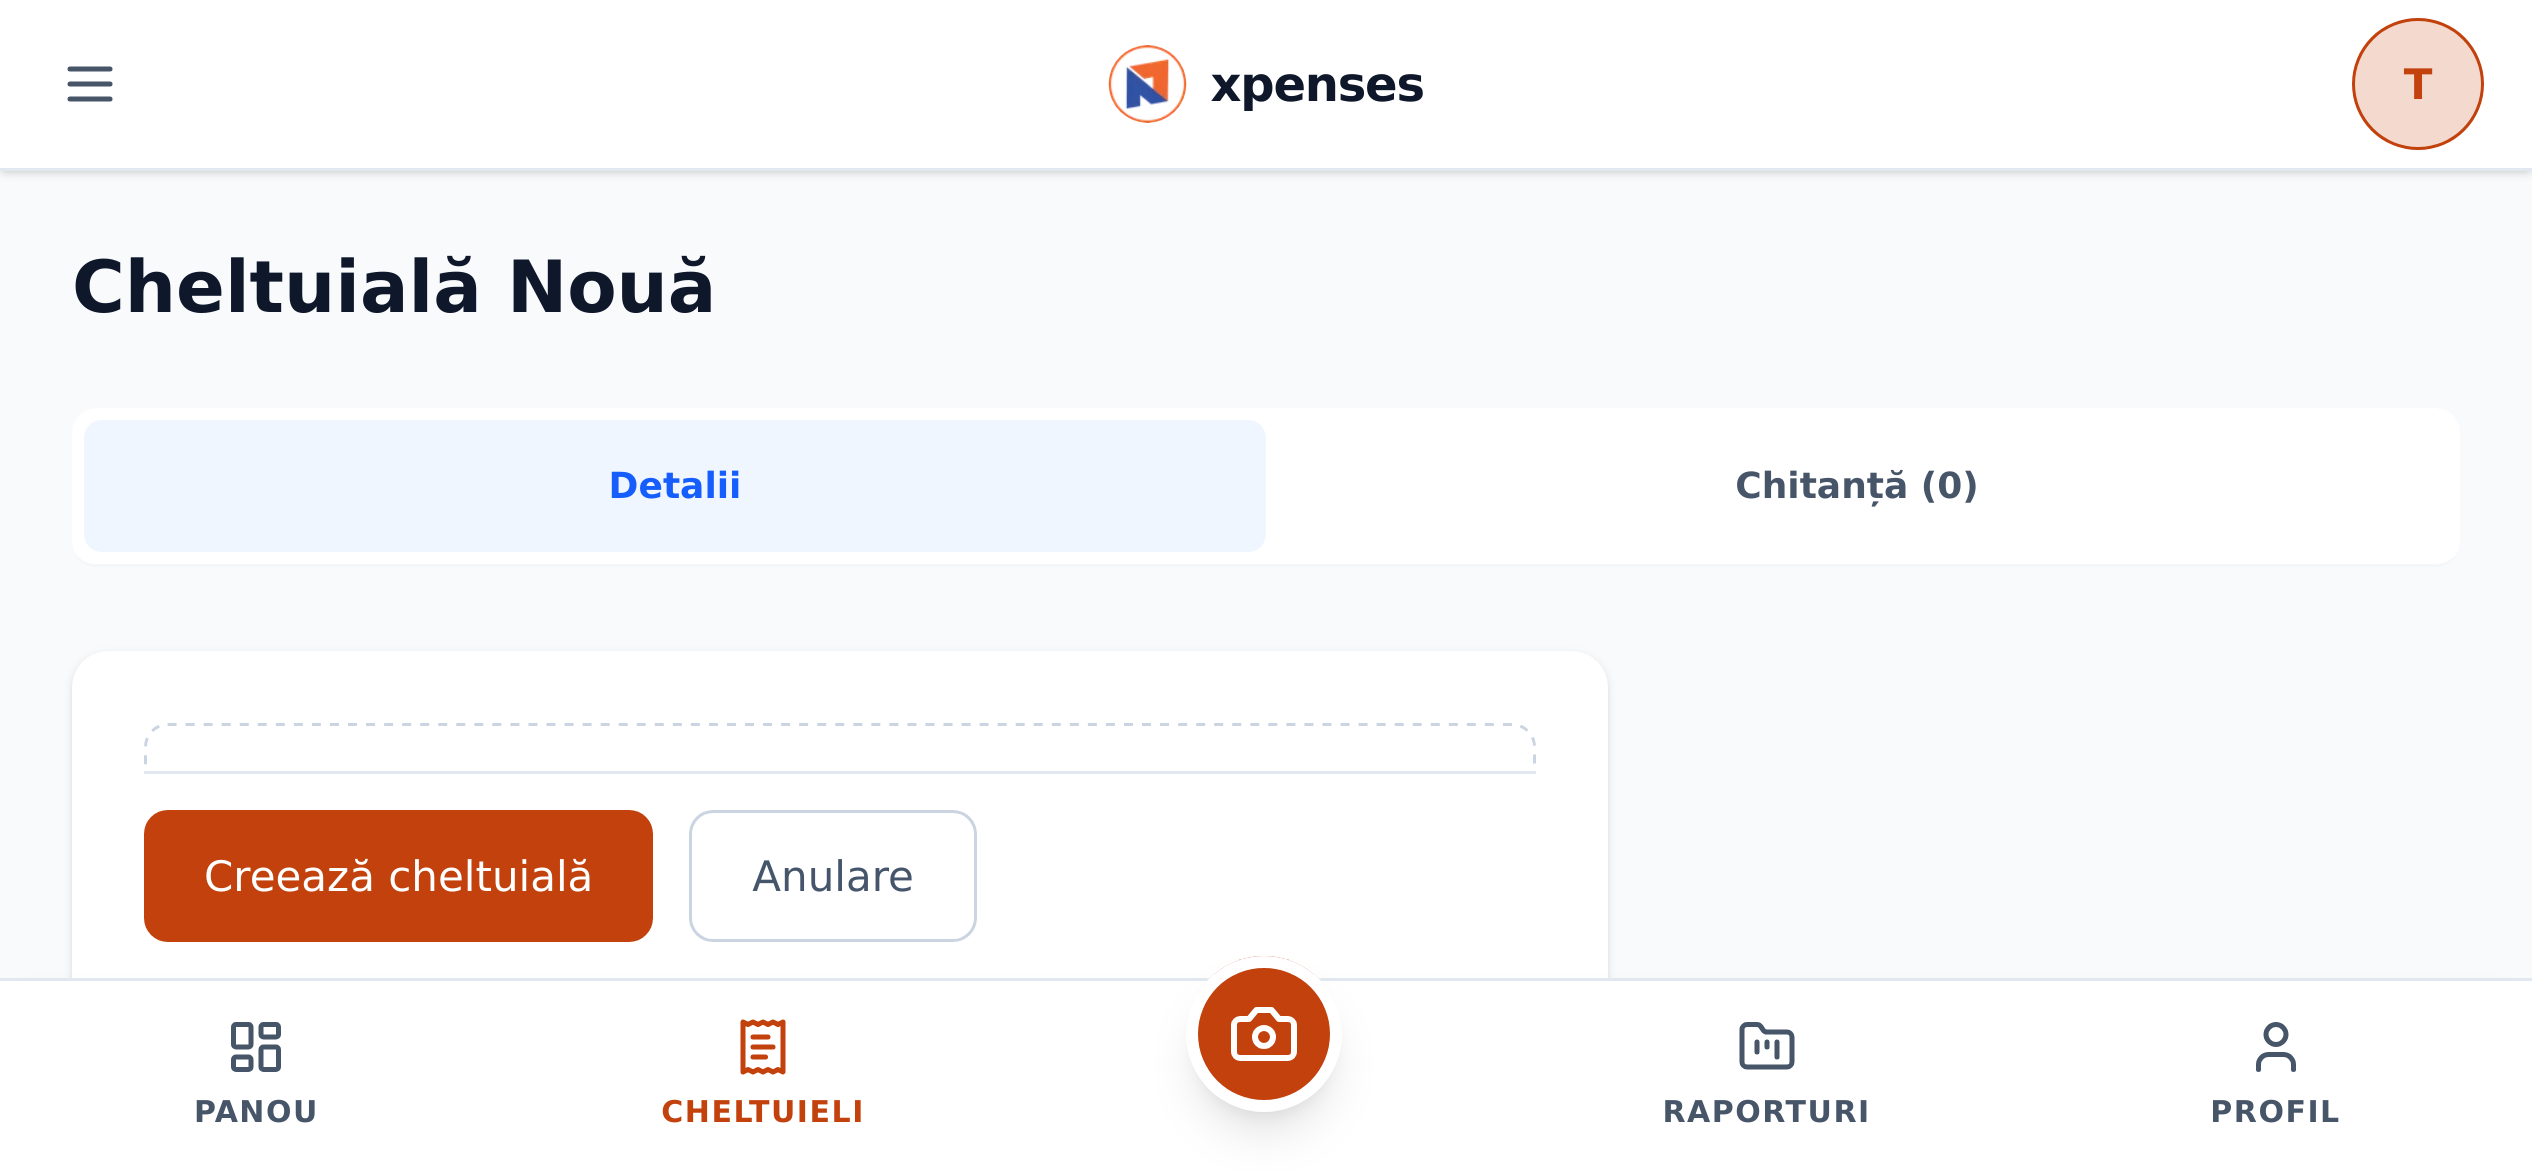 xpenses
T
Cheltuială Nouă
Detalii
Chitanță (0)
Creează cheltuială
Anulare
PANOU
CHELTUIELI
RAPORTURI
PROFIL